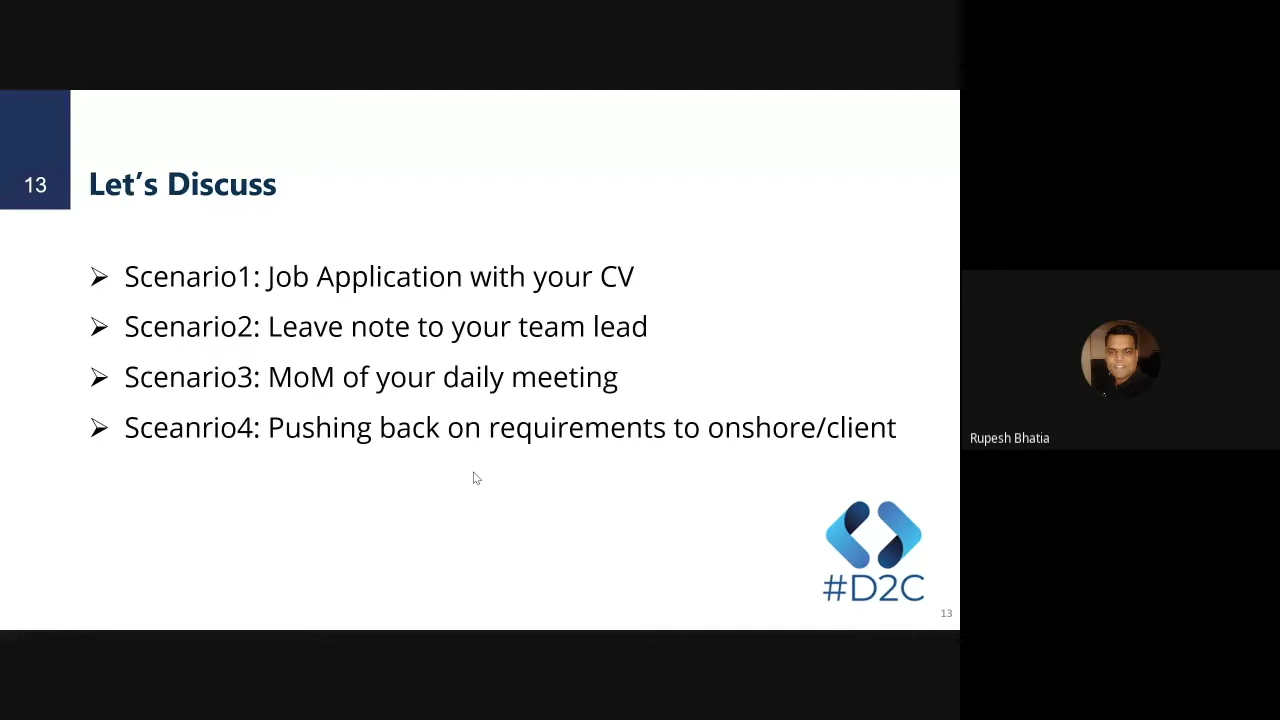 13
Let's Discuss
Scenario1: Job Application with your CV
Scenario2: Leave note to your team lead
Scenario3: MoM of your daily meeting
Sceanrio4: Pushing back on requirements to onshore/client
#D2C
13
Rupesh Bhatia